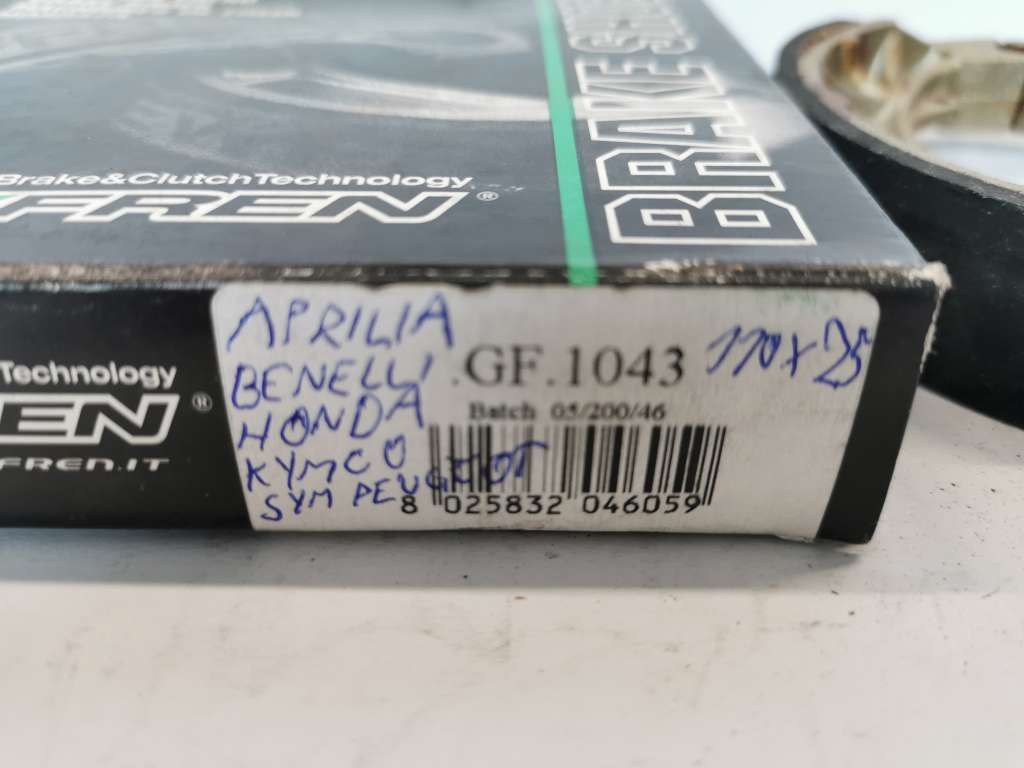 Brake&ClutchTechnology
FREN®
BRAKE
Technology
EN®
FREN.IT
APRILIA
BENELLI
HONDA
KYMCO
SYM PEUGEOT
.GF.1043
110x25
Batch 05/200/46
8 025832 046059